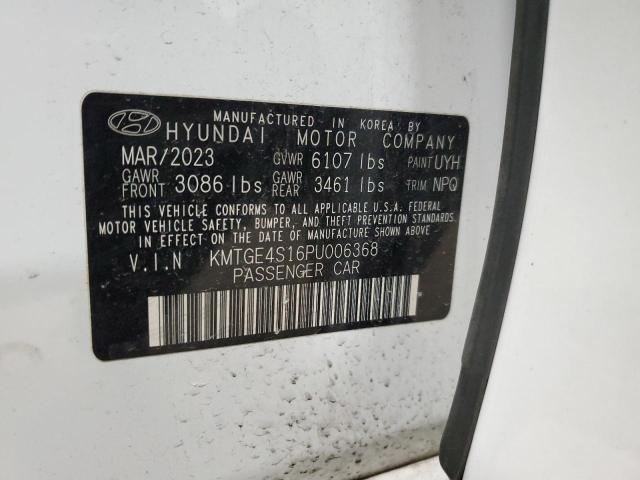 MANUFACTURED IN KOREA BY
HYUNDAI MOTOR COMPANY
MAR/2023 GVWR 6107 lbs PAINT UYH
GAWR FRONT 3086 lbs GAWR REAR 3461 lbs TRIM NPQ
THIS VEHICLE CONFORMS TO ALL APPLICABLE U.S.A. FEDERAL
MOTOR VEHICLE SAFETY, BUMPER, AND THEFT PREVENTION STANDARDS
IN EFFECT ON THE DATE OF MANUFACTURE SHOWN ABOVE
V.I.N KMTGE4S16PU006368
PASSENGER CAR